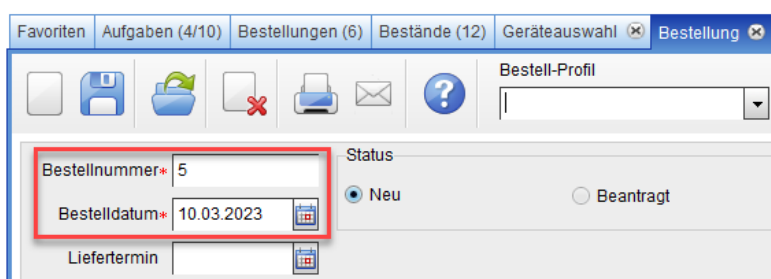 Favoriten Aufgaben (4/10) Bestellungen (6) Bestände (12) Geräteauswahl Bestellung
Bestell-Profil
?
Bestellnummer* 5
Status
Neu Beantragt
Bestelldatum* 10.03.2023
Liefertermin